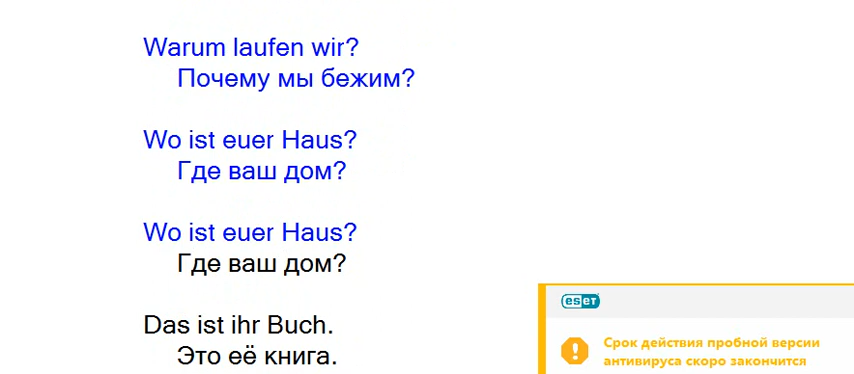 Warum laufen wir?
Почему мы бежим?
Wo ist euer Haus?
Где ваш дом?
Wo ist euer Haus?
Где ваш дом?
Das ist ihr Buch.
Это её книга.
eseT
Срок действия пробной версии
антивируса скоро закончится